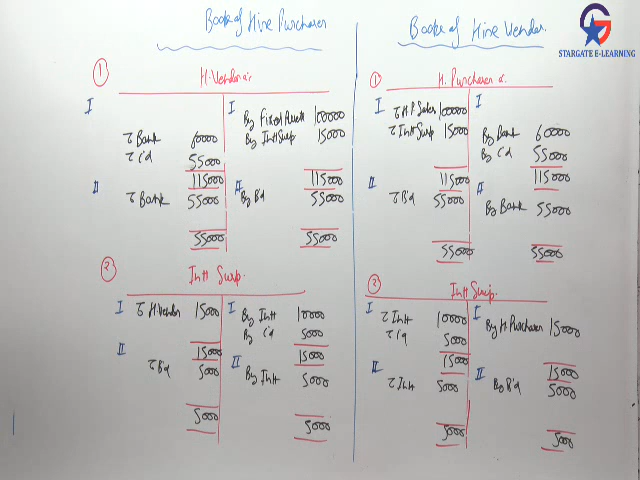 Books of Hire Purchaser
① H. Vendor a/c
I
To Bank 60000
To C/d 55000
115000
II
To Bank 55000
55000
I
By Fixed Asset 100000
By Intt Susp 15000
115000
II
By B/d 55000
55000
② Intt Susp.
I To H. Vendor 15000
15000
II
To B/d 5000
5000
I By Intt 10000
By C/d 5000
15000
II
By Intt 5000
5000
Books of Hire Vendor.
STARGATE E-LEARNING
① H. Purchaser a/c
I To H.P Sales 100000
To Intt Susp 15000
115000
II
To B/d 55000
55000
I
By Bank 60000
By C/d 55000
115000
II
By Bank 55000
55000
② Intt Susp.
I To Intt 10000
To C/d 5000
15000
II To Intt 5000
5000
I
By H. Purchaser 15000
15000
II By B/d 5000
5000